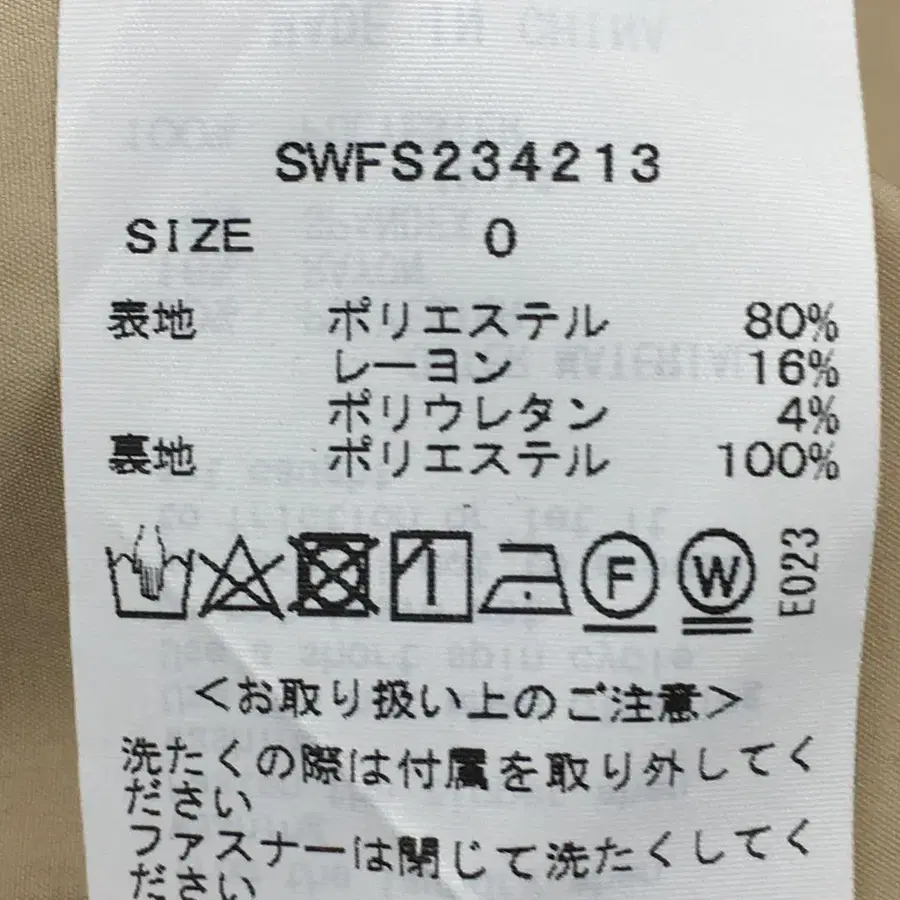 SWFS234213
SIZE 0
表地 ポリエステル 80%
レーヨン 16%
ポリウレタン 4%
裏地 ポリエステル 100%
F W E023
<お取り扱い上のご注意>
洗たくの際は付属を取り外してく
ださい
ファスナーは閉じて洗たくしてく
ださい